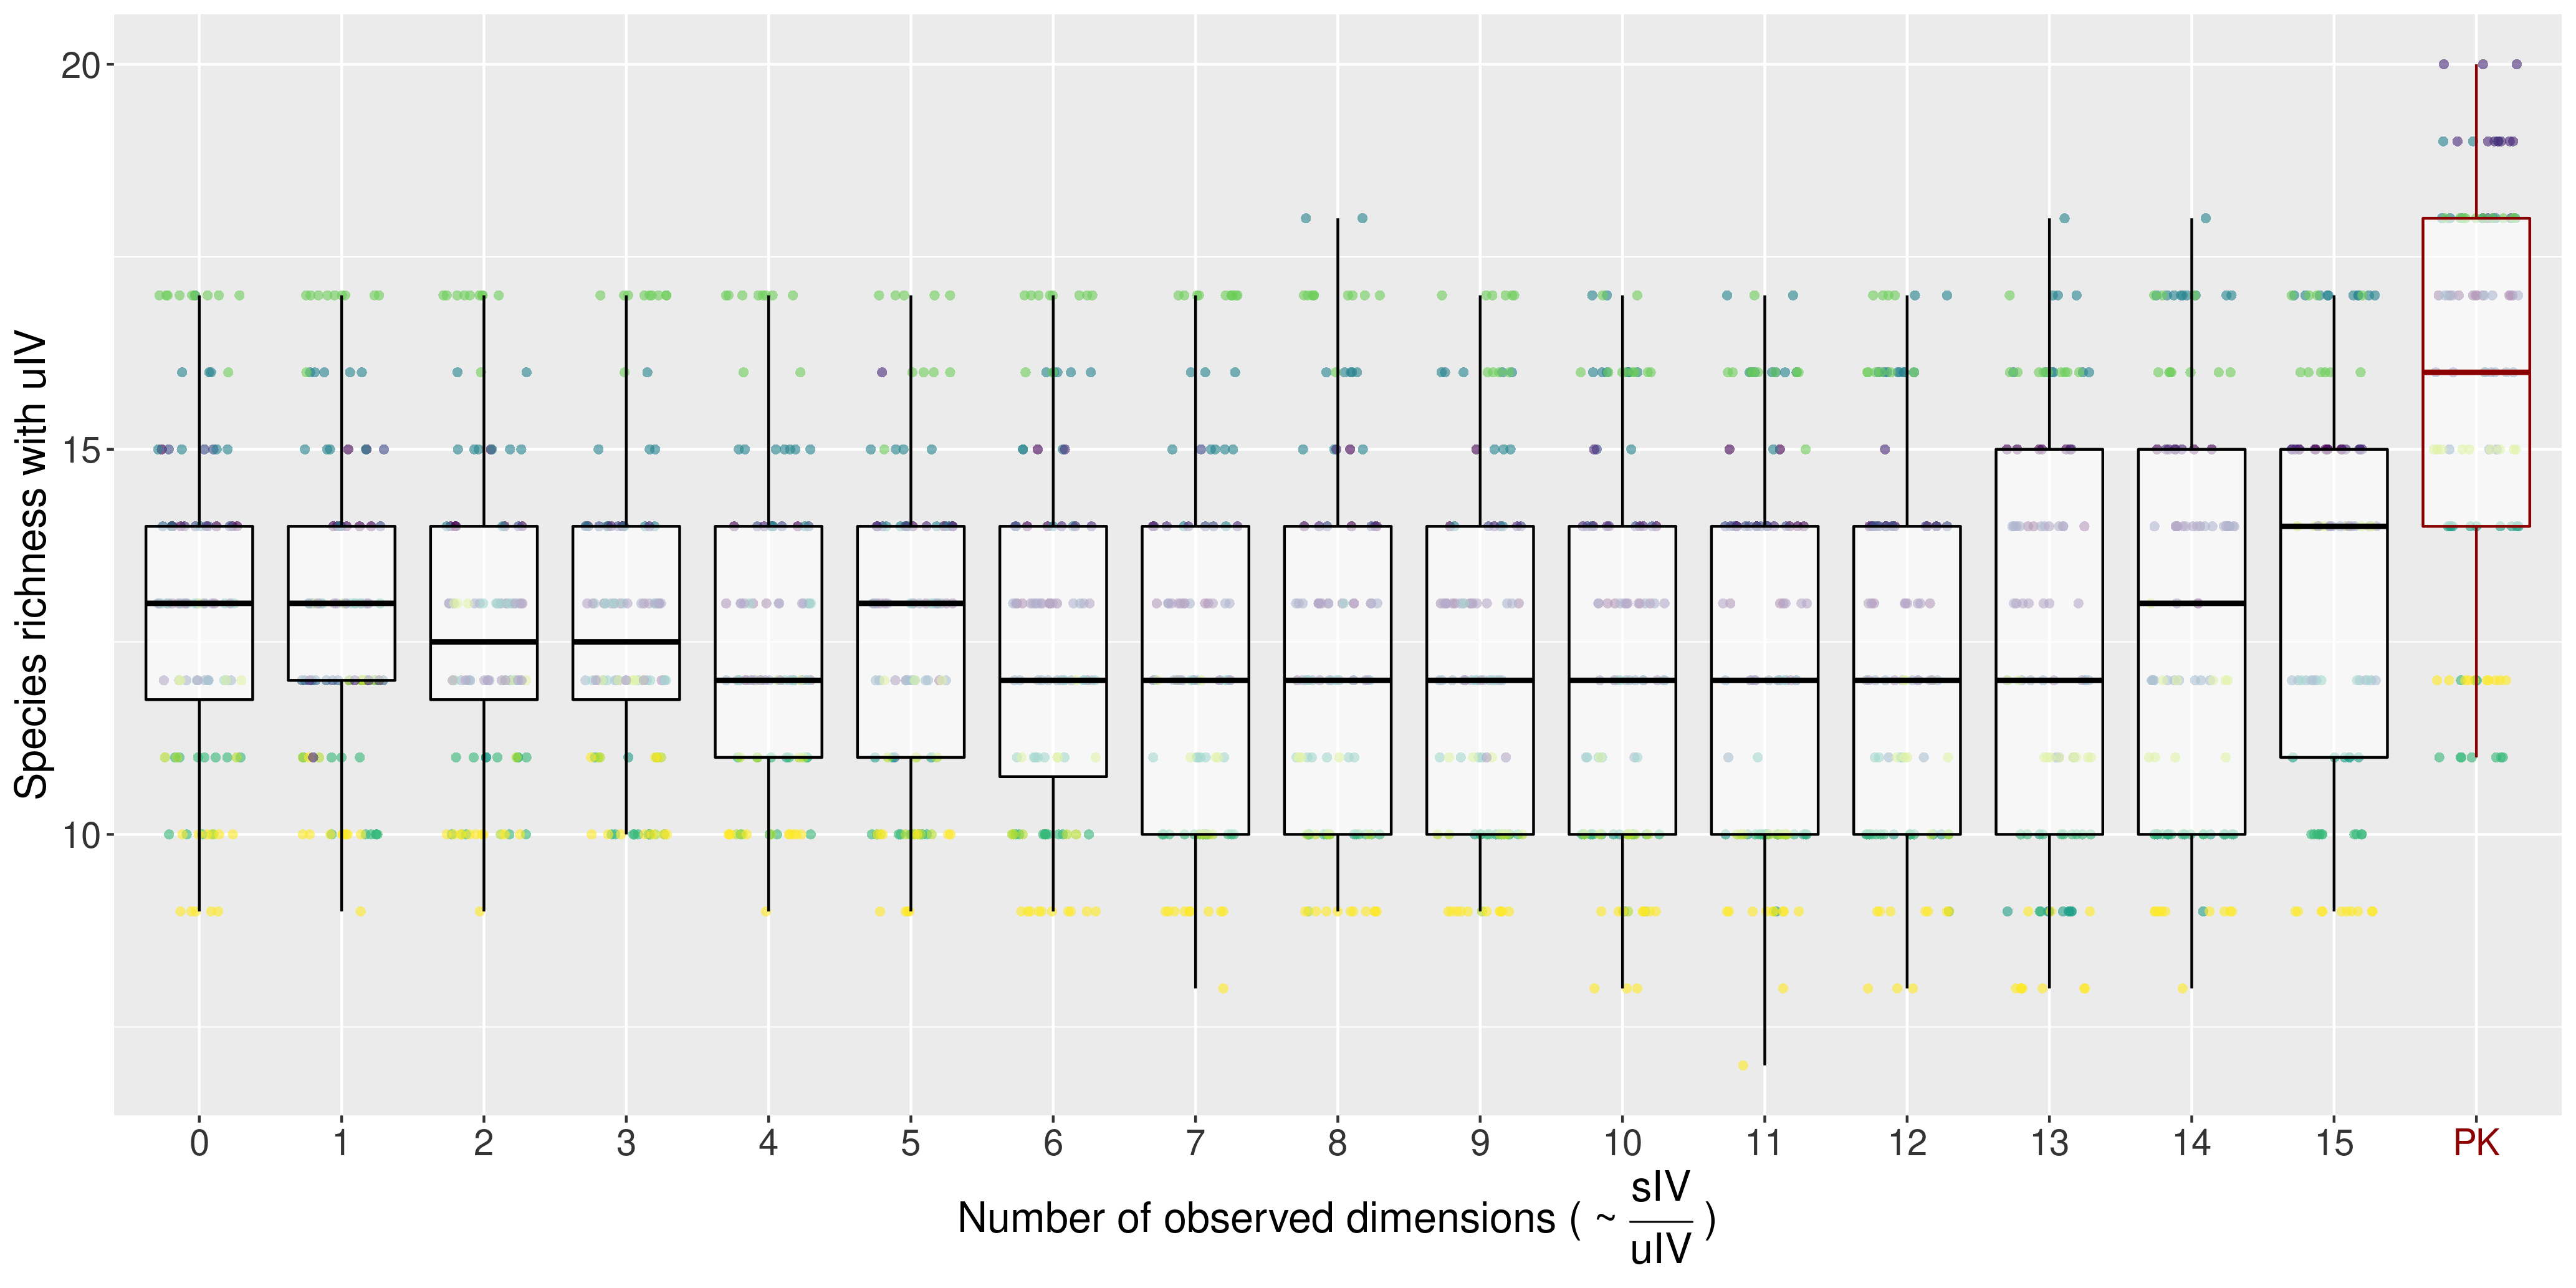 Species richness with uIV
20
15
10
0 1 2 3 4 5 6 7 8 9 10 11 12 13 14 15 PK
Number of observed dimensions ( ~ sIV/uIV )